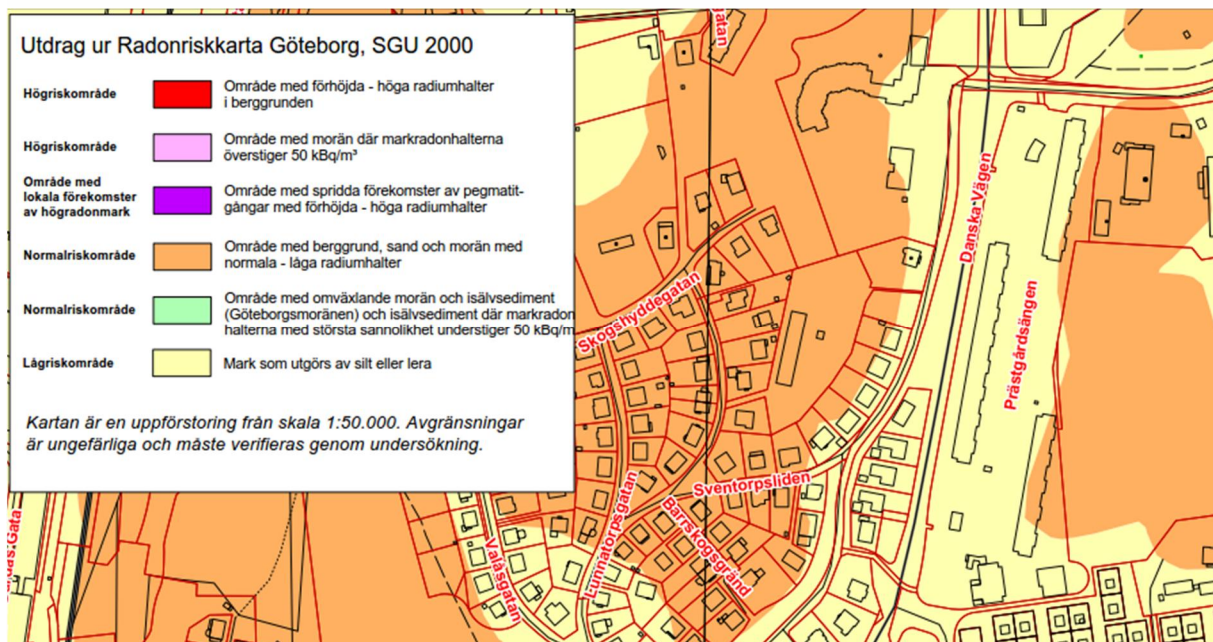 Utdrag ur Radonriskkarta Göteborg, SGU 2000
Högriskområde
Område med förhöjda - höga radiumhalter
i berggrunden
Högriskområde
Område med morän där markradonhalterna
överstiger 50 kBq/m³
Område med
lokala förekomster
av högradonmark
Område med spridda förekomster av pegmatit-
gångar med förhöjda - höga radiumhalter
Normalriskområde
Område med berggrund, sand och morän med
normala - låga radiumhalter
Normalriskområde
Område med omväxlande morän och isälvsediment
(Göteborgsmoränen) och isälvsediment där markradon
halterna med största sannolikhet understiger 50 kBq/m
Lågriskområde
Mark som utgörs av silt eller lera
Kartan är en uppförstoring från skala 1:50.000. Avgränsningar
är ungefärliga och måste verifieras genom undersökning.
gatan
Skogshyddegatan
Danska Vägen
Prästgårdsängen
Sventorpsliden
Barrskogsgränd
Lunnatorpsgatan
Valåsgatan
Gata